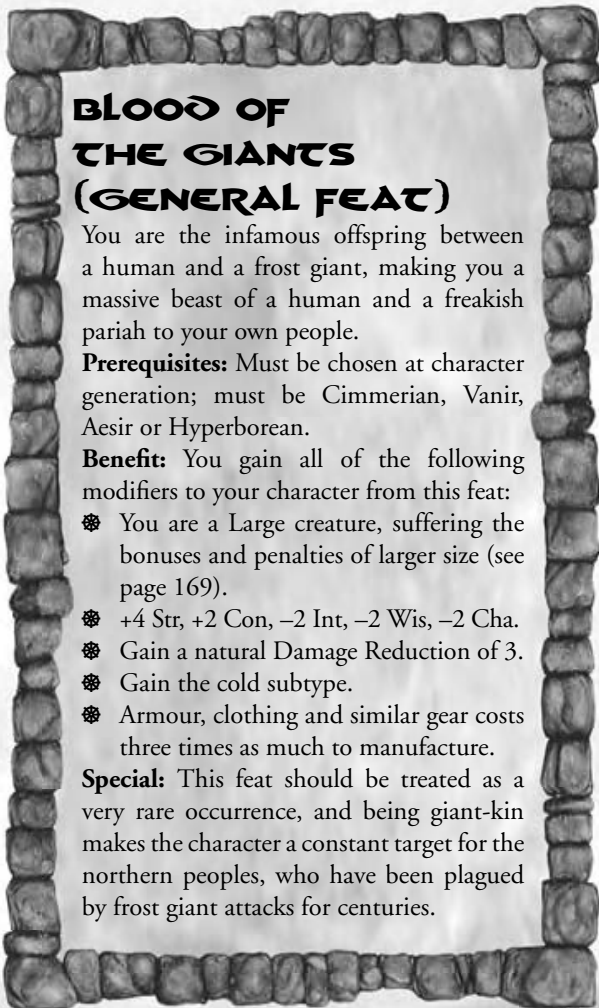 BLOOD OF
THE GIANTS
(GENERAL FEAT)
You are the infamous offspring between
a human and a frost giant, making you a
massive beast of a human and a freakish
pariah to your own people.
Prerequisites: Must be chosen at character
generation; must be Cimmerian, Vanir,
Aesir or Hyperborean.
Benefit: You gain all of the following
modifiers to your character from this feat:
You are a Large creature, suffering the
bonuses and penalties of larger size (see
page 169).
+4 Str, +2 Con, –2 Int, –2 Wis, –2 Cha.
Gain a natural Damage Reduction of 3.
Gain the cold subtype.
Armour, clothing and similar gear costs
three times as much to manufacture.
Special: This feat should be treated as a
very rare occurrence, and being giant-kin
makes the character a constant target for the
northern peoples, who have been plagued
by frost giant attacks for centuries.